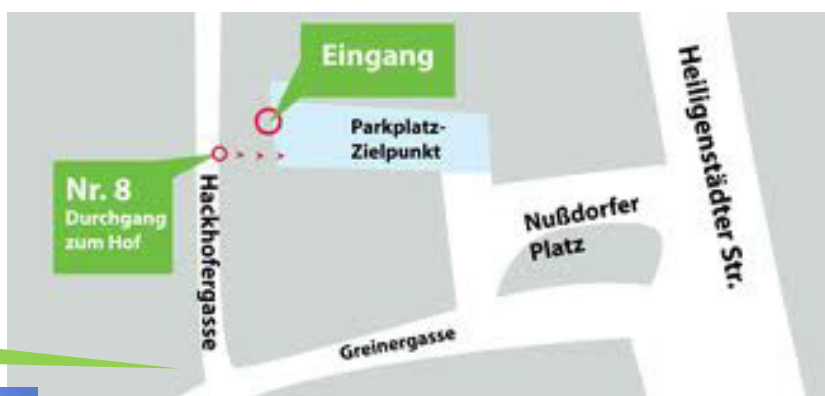 Eingang
Parkplatz-
Zielpunkt
Nr. 8
Durchgang
zum Hof
Hackhofergasse
Nußdorfer
Platz
Heiligenstädter Str.
Greinergasse